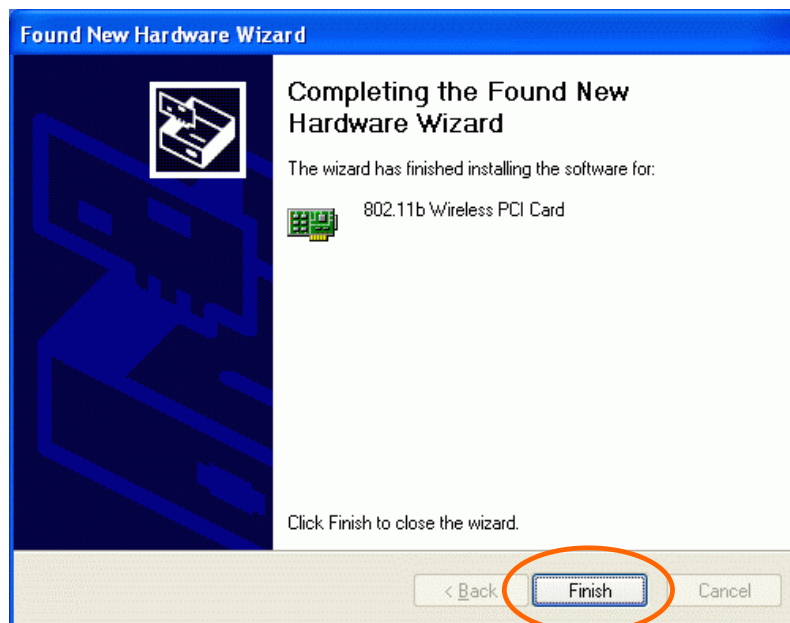 Found New Hardware Wizard
Completing the Found New
Hardware Wizard
The wizard has finished installing the software for:
802.11b Wireless PCI Card
Click Finish to close the wizard.
< Back
Finish
Cancel